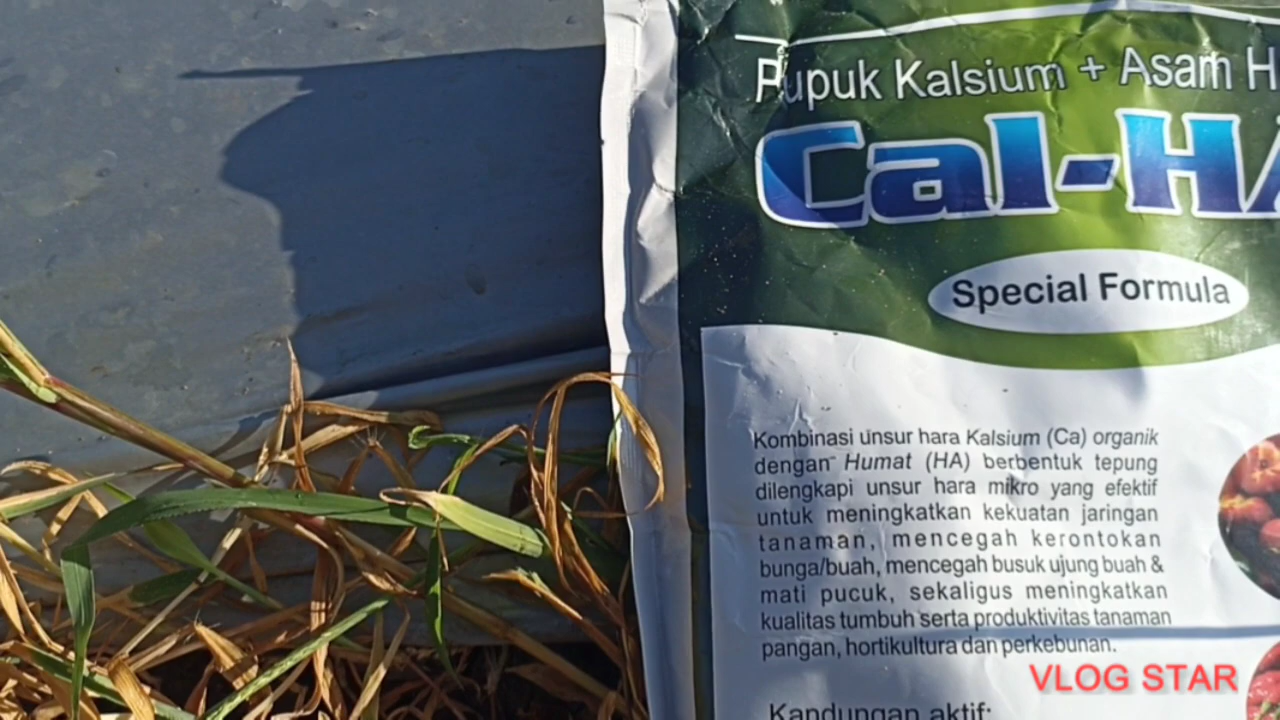 Pupuk Kalsium + Asam H
Cal-HA
Special Formula
Kombinasi unsur hara Kalsium (Ca) organik
dengan Humat (HA) berbentuk tepung
dilengkapi unsur hara mikro yang efektif
untuk meningkatkan kekuatan jaringan
tanaman, mencegah kerontokan
bunga/buah, mencegah busuk ujung buah &
mati pucuk, sekaligus meningkatkan
kualitas tumbuh serta produktivitas tanaman
pangan, hortikultura dan perkebunan.
VLOG STAR
Kandungan aktif: